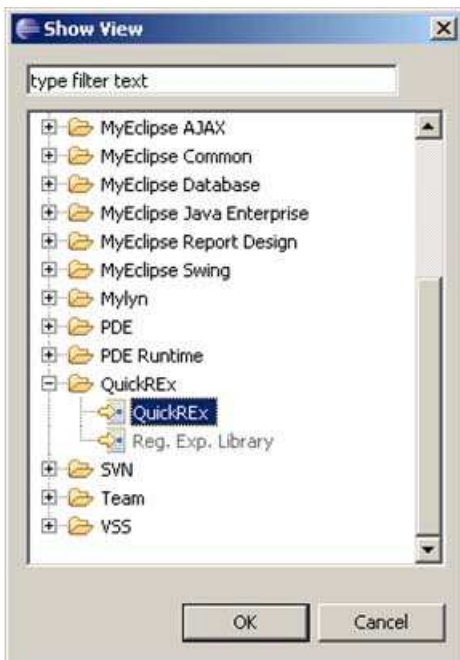 Show View
type filter text
MyEclipse AJAX
MyEclipse Common
MyEclipse Database
MyEclipse Java Enterprise
MyEclipse Report Design
MyEclipse Swing
Mylyn
PDE
PDE Runtime
QuickREx
QuickREx
Reg. Exp. Library
SVN
Team
VSS
OK Cancel